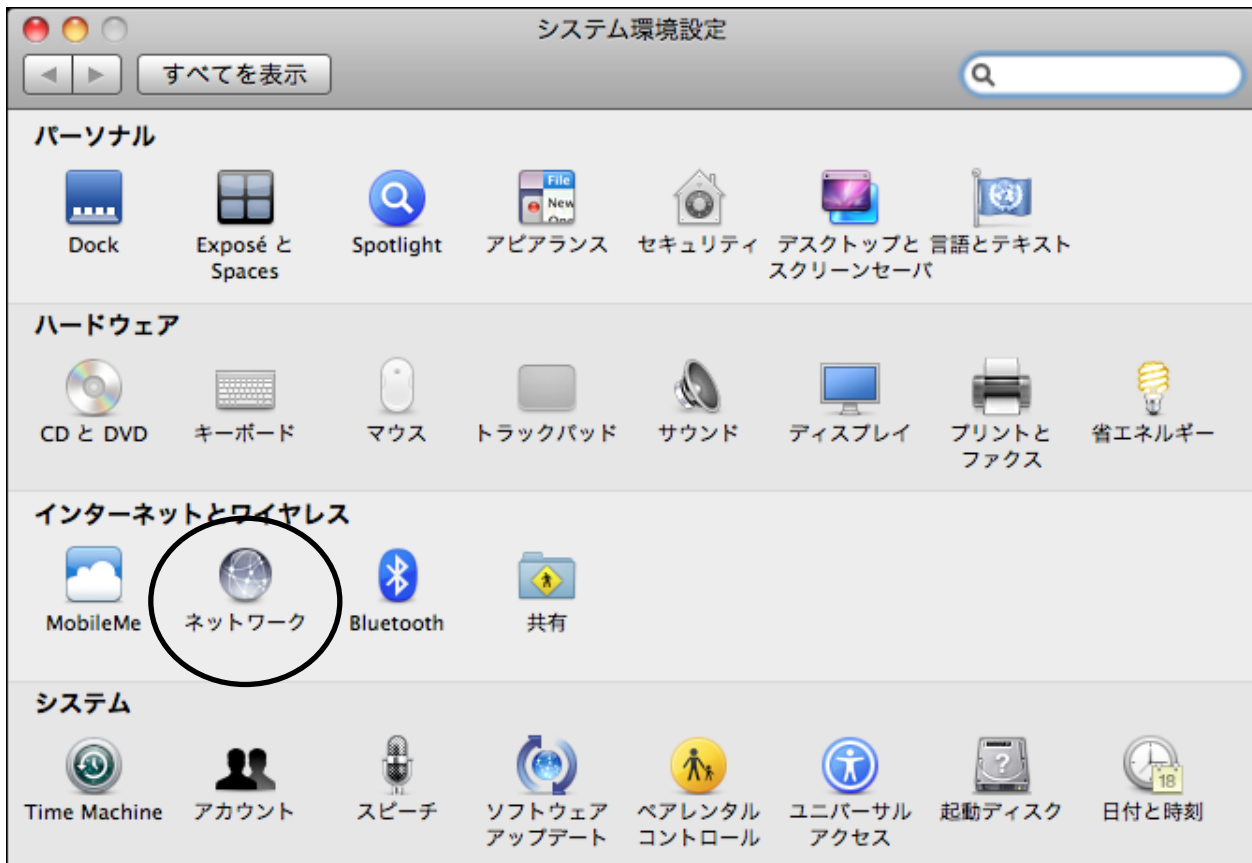 システム環境設定
すべてを表示
パーソナル
Dock
Exposé と
Spaces
Spotlight
File
New
One
アピアランス
セキュリティ
デスクトップと
スクリーンセーバ
言語とテキスト
ハードウェア
CD と DVD
キーボード
マウス
トラックパッド
サウンド
ディスプレイ
プリントと
ファクス
省エネルギー
インターネットとワイヤレス
MobileMe
ネットワーク
Bluetooth
共有
システム
Time Machine
アカウント
スピーチ
ソフトウェア
アップデート
ペアレンタル
コントロール
ユニバーサル
アクセス
?
起動ディスク
18
日付と時刻